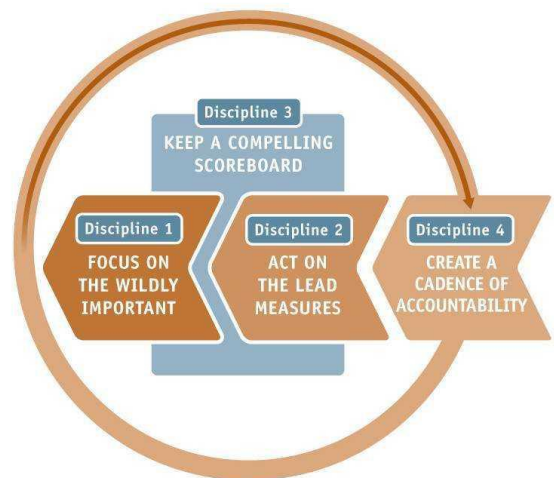 Discipline 3
KEEP A COMPELLING
SCOREBOARD
Discipline 1
FOCUS ON
THE WILDLY
IMPORTANT
Discipline 2
ACT ON
THE LEAD
MEASURES
Discipline 4
CREATE A
CADENCE OF
ACCOUNTABILITY